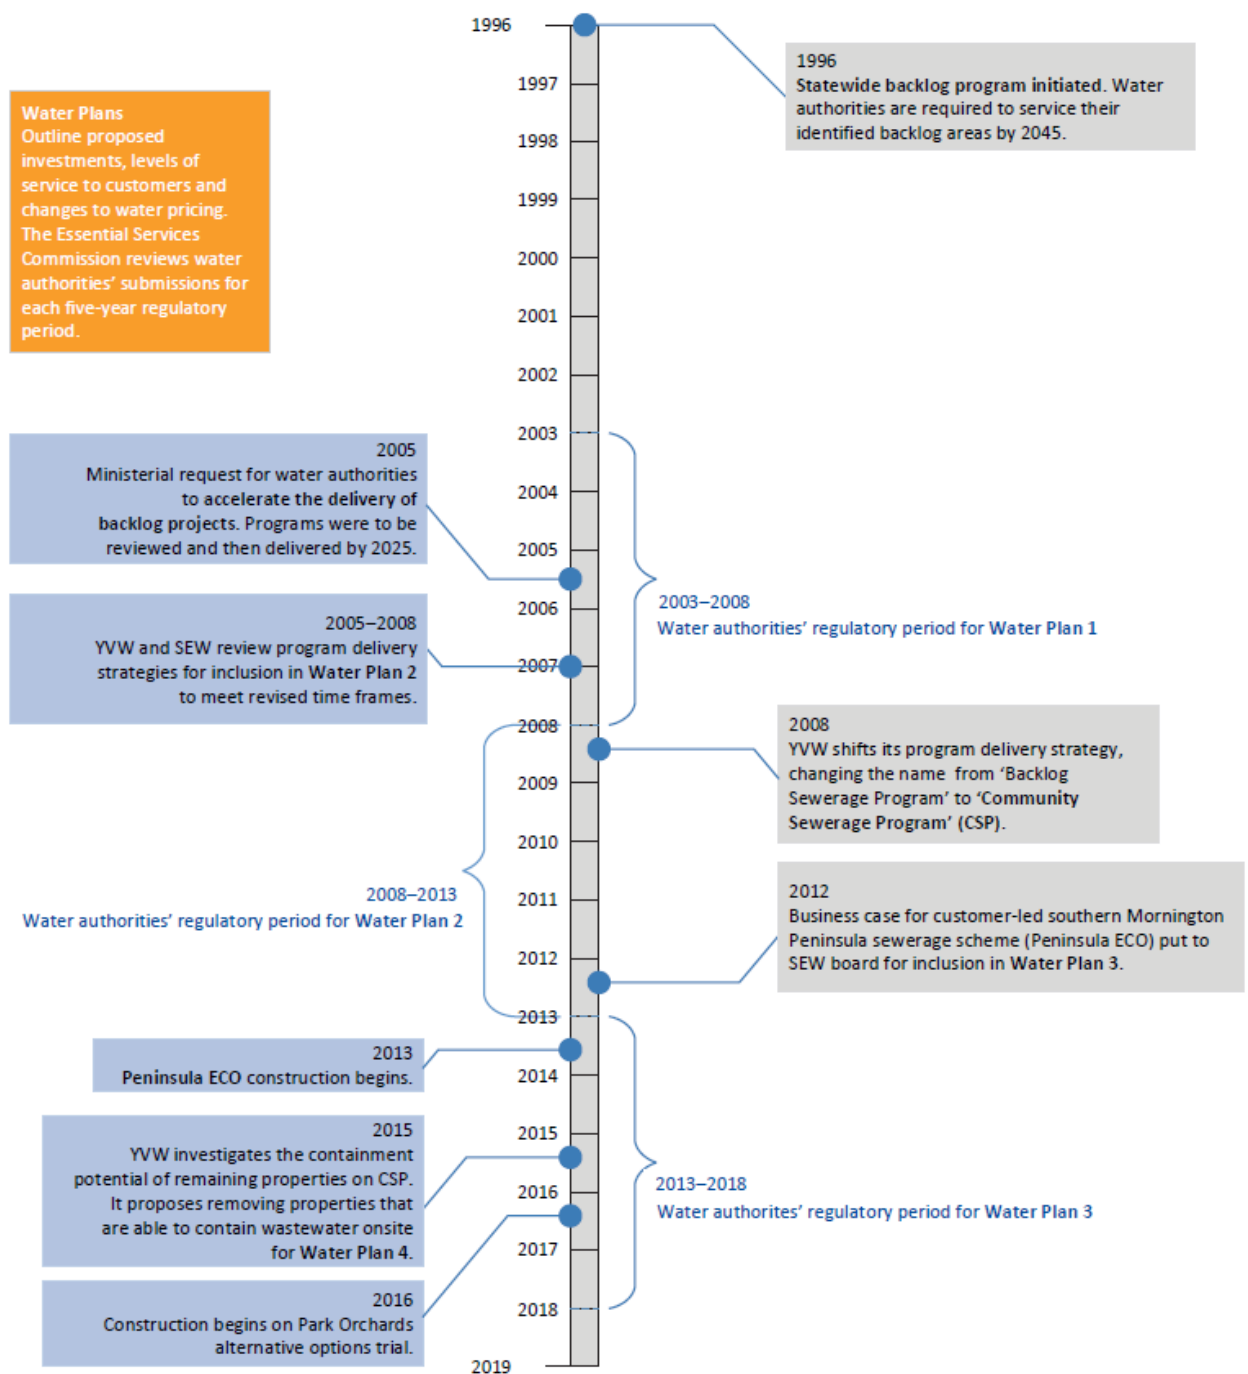 1996
1997
1998
1999
2000
2001
2002
2003
2004
2005
2006
2007
2008
2009
2010
2011
2012
2013
2014
2015
2016
2017
2018
2019
1996
Statewide backlog program initiated. Water
authorities are required to service their
identified backlog areas by 2045.
Water Plans
Outline proposed
investments, levels of
service to customers and
changes to water pricing.
The Essential Services
Commission reviews water
authorities' submissions for
each five-year regulatory
period.
2005
Ministerial request for water authorities
to accelerate the delivery of
backlog projects. Programs were to be
reviewed and then delivered by 2025.
2003–2008
Water authorities' regulatory period for Water Plan 1
2005–2008
YVW and SEW review program delivery
strategies for inclusion in Water Plan 2
to meet revised time frames.
2008
YVW shifts its program delivery strategy,
changing the name  from 'Backlog
Sewerage Program' to 'Community
Sewerage Program' (CSP).
2008–2013
Water authorities' regulatory period for Water Plan 2
2012
Business case for customer-led southern Mornington
Peninsula sewerage scheme (Peninsula ECO) put to
SEW board for inclusion in Water Plan 3.
2013
Peninsula ECO construction begins.
2015
YVW investigates the containment
potential of remaining properties on CSP.
It proposes removing properties that
are able to contain wastewater onsite
for Water Plan 4.
2013–2018
Water authorites' regulatory period for Water Plan 3
2016
Construction begins on Park Orchards
alternative options trial.